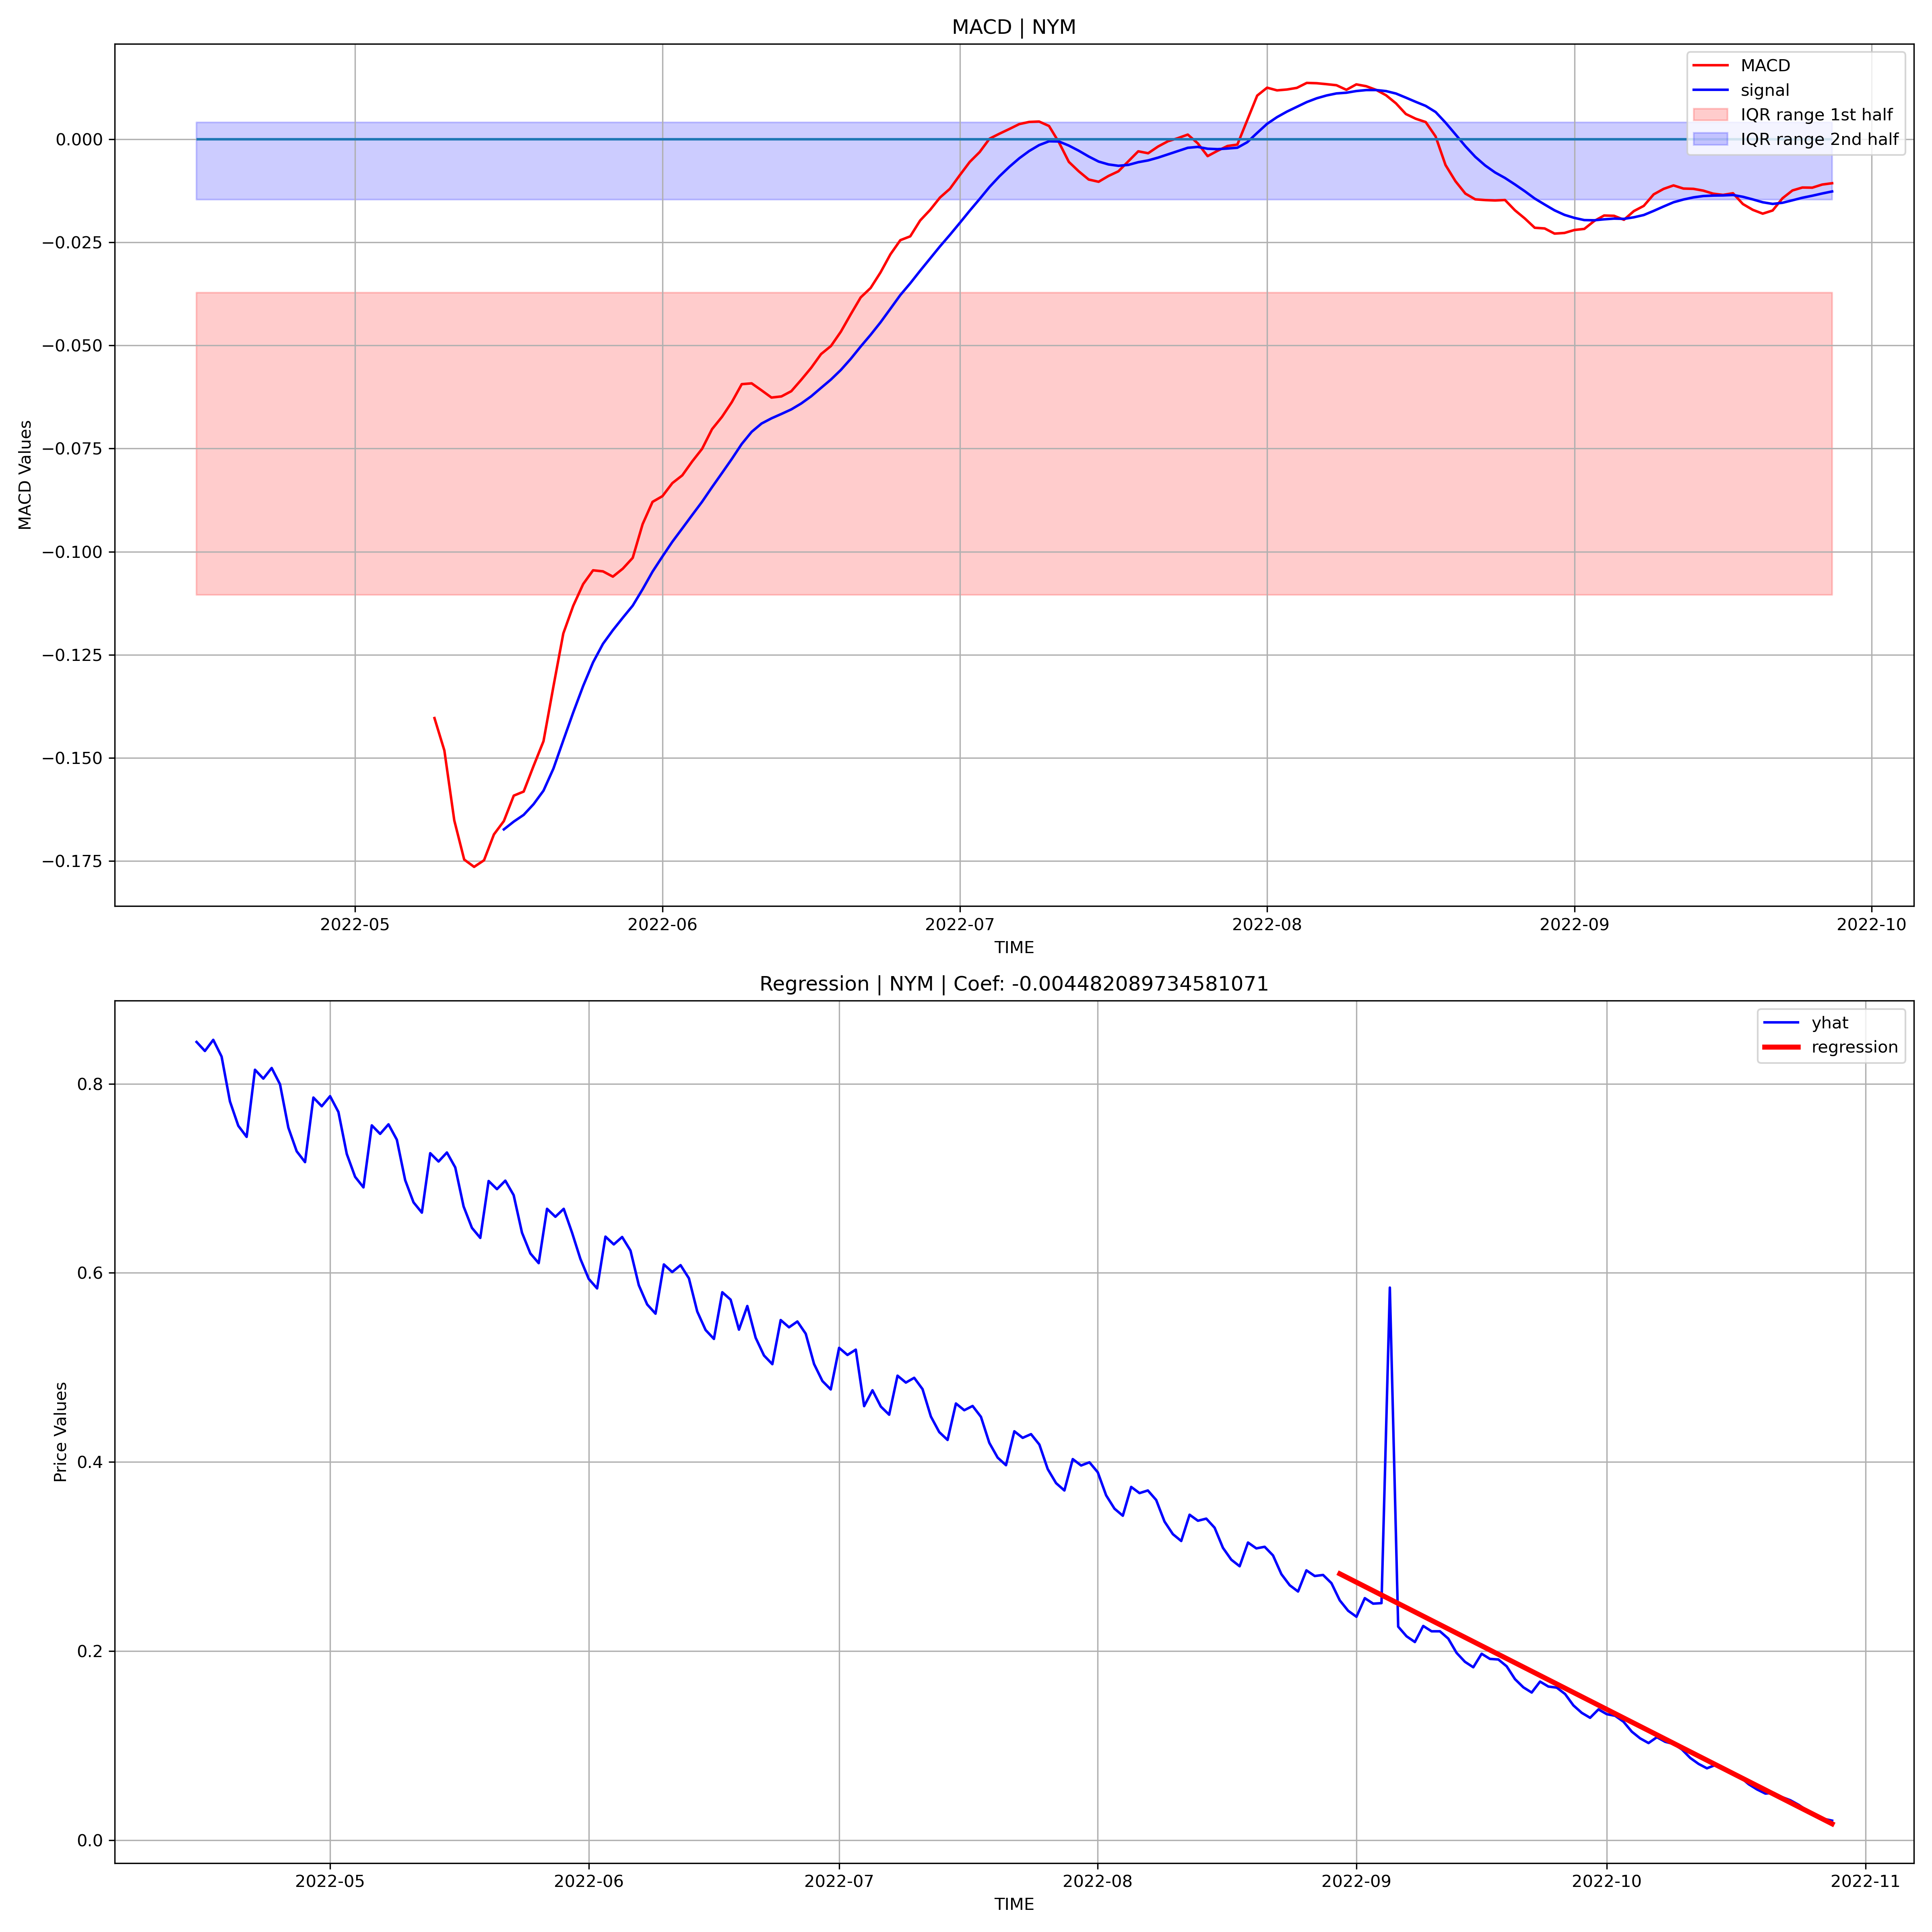 MACD | NYM
MACD
signal
IQR range 1st half
IQR range 2nd half
0.000
−0.025
−0.050
−0.075
−0.100
−0.125
−0.150
−0.175
MACD Values
2022-05 2022-06 2022-07 2022-08 2022-09 2022-10
TIME
Regression | NYM | Coef: -0.004482089734581071
yhat
regression
0.8
0.6
0.4
0.2
0.0
Price Values
2022-05 2022-06 2022-07 2022-08 2022-09 2022-10 2022-11
TIME